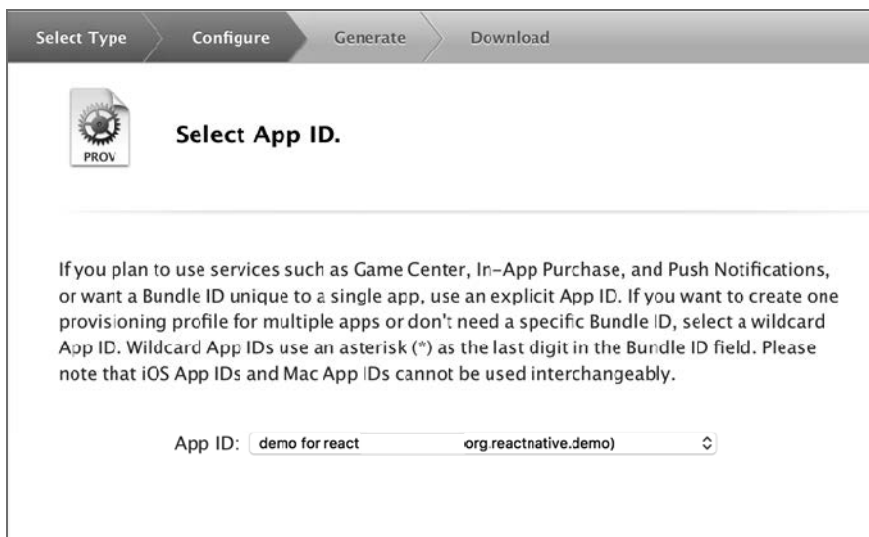 Select Type Configure Generate Download
PROV
Select App ID.
If you plan to use services such as Game Center, In-App Purchase, and Push Notifications,
or want a Bundle ID unique to a single app, use an explicit App ID. If you want to create one
provisioning profile for multiple apps or don't need a specific Bundle ID, select a wildcard
App ID. Wildcard App IDs use an asterisk (*) as the last digit in the Bundle ID field. Please
note that iOS App IDs and Mac App IDs cannot be used interchangeably.
App ID: demo for react org.reactnative.demo)